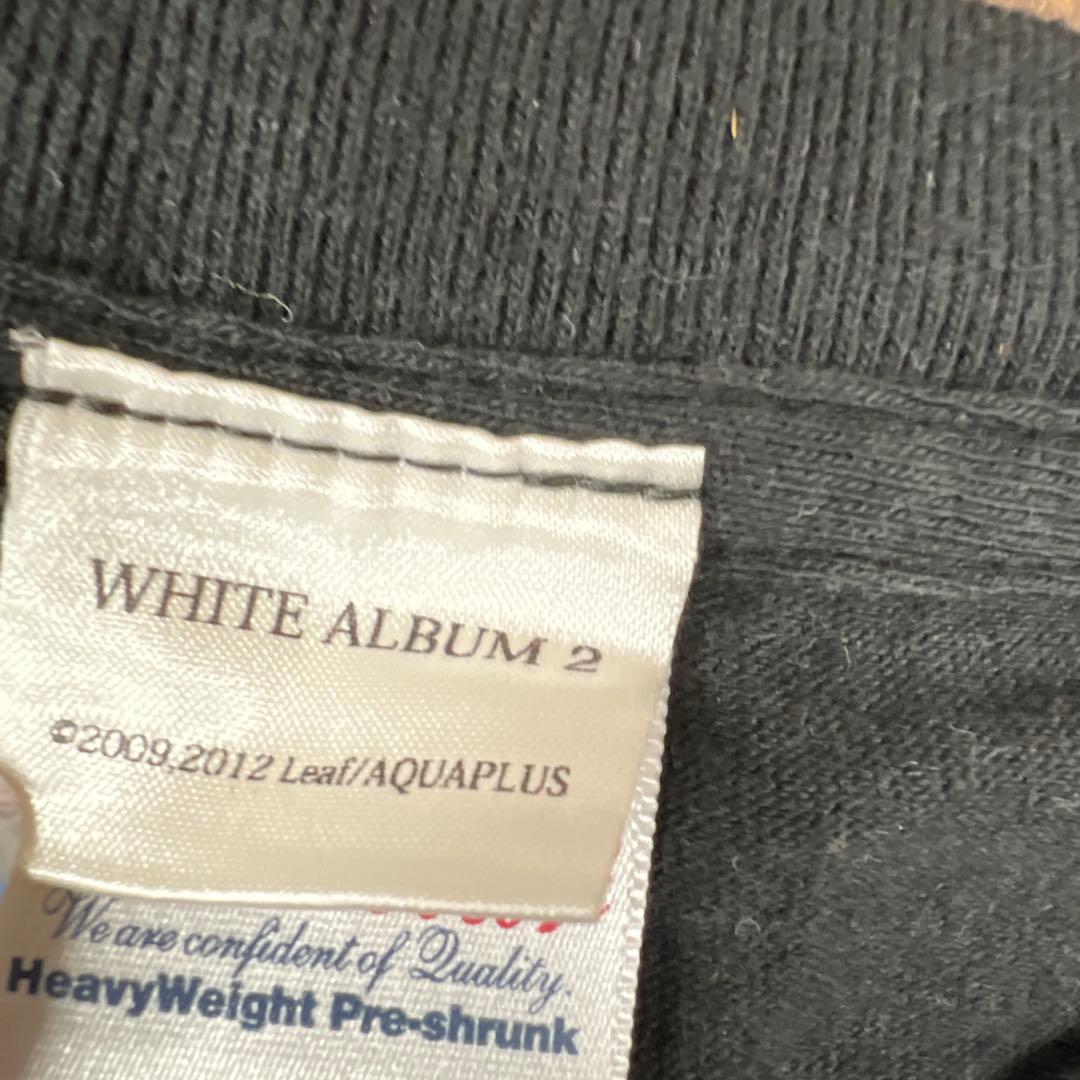 WHITE ALBUM 2
©2009,2012 Leaf/AQUAPLUS
We are confident of Quality.
HeavyWeight Pre-shrunk